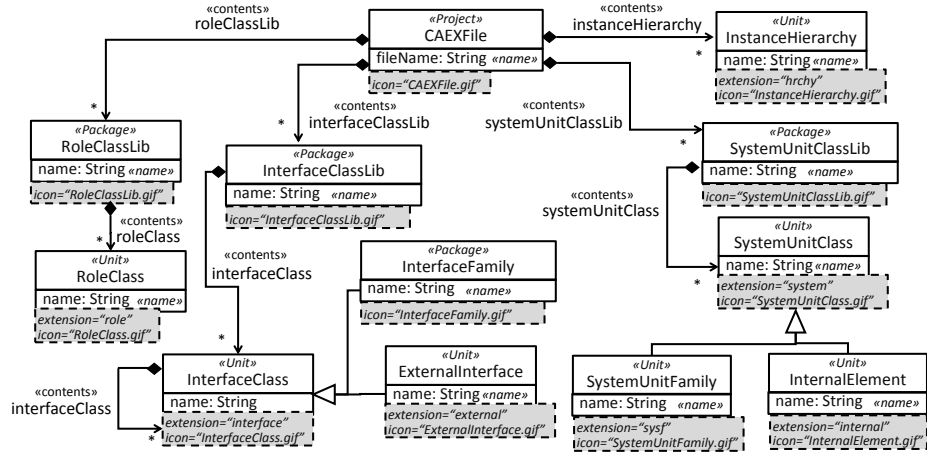 «contents»
roleClassLib
«Project»
CAEXFile
fileName: String «name»
icon="CAEXFile.gif"
«contents»
instanceHierarchy
*
«Unit»
InstanceHierarchy
name: String «name»
extension="hrchy"
icon="InstanceHierarchy.gif"
«contents»
interfaceClassLib
*
«contents»
systemUnitClassLib
*
*
«Package»
RoleClassLib
name: String «name»
icon="RoleClassLib.gif"
«Package»
InterfaceClassLib
name: String «name»
icon="InterfaceClassLib.gif"
«Package»
SystemUnitClassLib
name: String «name»
icon="SystemUnitClassLib.gif"
«contents»
roleClass
*
«Unit»
RoleClass
name: String «name»
extension="role"
icon="RoleClass.gif"
«contents»
interfaceClass
*
«Package»
InterfaceFamily
name: String «name»
icon="InterfaceFamily.gif"
«contents»
systemUnitClass
*
«Unit»
SystemUnitClass
name: String «name»
extension="system"
icon="SystemUnitClass.gif"
«contents»
interfaceClass
*
«Unit»
InterfaceClass
name: String
extension="interface"
icon="InterfaceClass.gif"
«Unit»
ExternalInterface
name: String «name»
extension="external"
icon="ExternalInterface.gif"
«Unit»
SystemUnitFamily
name: String «name»
extension="sysf"
icon="SystemUnitFamily.gif"
«Unit»
InternalElement
name: String «name»
extension="internal"
icon="InternalElement.gif"